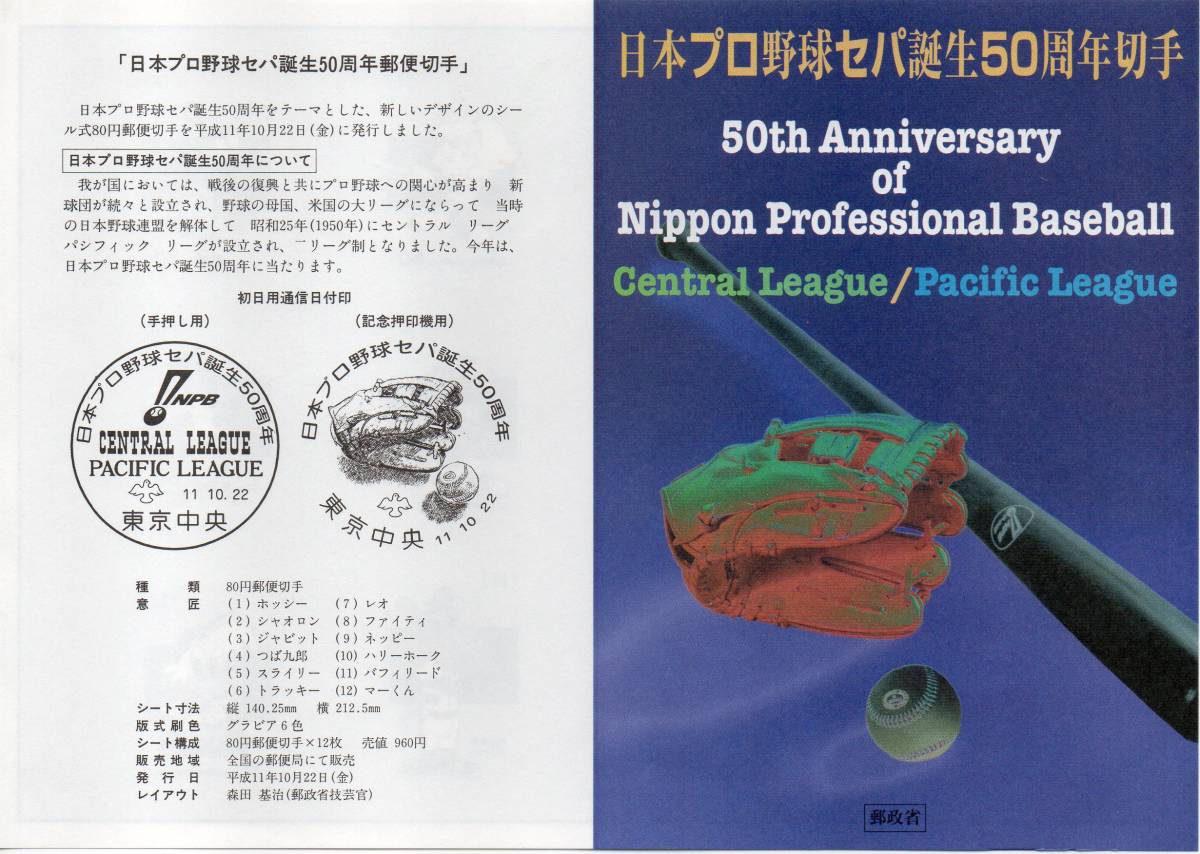 「日本プロ野球セパ誕生50周年郵便切手」
日本プロ野球セパ誕生50周年をテーマとした、新しいデザインのシー
ル式80円郵便切手を平成11年10月22日(金)に発行しました。
日本プロ野球セパ誕生50周年について
我が国においては、戦後の復興と共にプロ野球への関心が高まり 新
球団が続々と設立され、野球の母国、米国の大リーグにならって 当時
の日本野球連盟を解体して 昭和25年(1950年)にセントラル リーグ
パシフィック リーグが設立され、二リーグ制となりました。今年は、
日本プロ野球セパ誕生50周年に当たります。
初日用通信日付印
(手押し用) (記念押印機用)
日本プロ野球セパ誕生50周年
NPB
CENTRAL LEAGUE
PACIFIC LEAGUE
11 10. 22
東京中央
日本プロ野球セパ誕生50周年
東京中央 11 10 22
種類 80円郵便切手
意匠 (1) ホッシー (7) レオ
(2) シャオロン (8) ファイティ
(3) ジャビット (9) ネッピー
(4) つば九郎 (10) ハリーホーク
(5) スライリー (11) バフィリード
(6) トラッキー (12) マーくん
シート寸法 縦 140.25㎜ 横 212.5㎜
版式刷色 グラビア6色
シート構成 80円郵便切手×12枚 売値 960円
販売地域 全国の郵便局にて販売
発行日 平成11年10月22日(金)
レイアウト 森田 基治(郵政省技芸官)
日本プロ野球セパ誕生50周年切手
50th Anniversary
of
Nippon Professional Baseball
Central League/Pacific League
郵政省